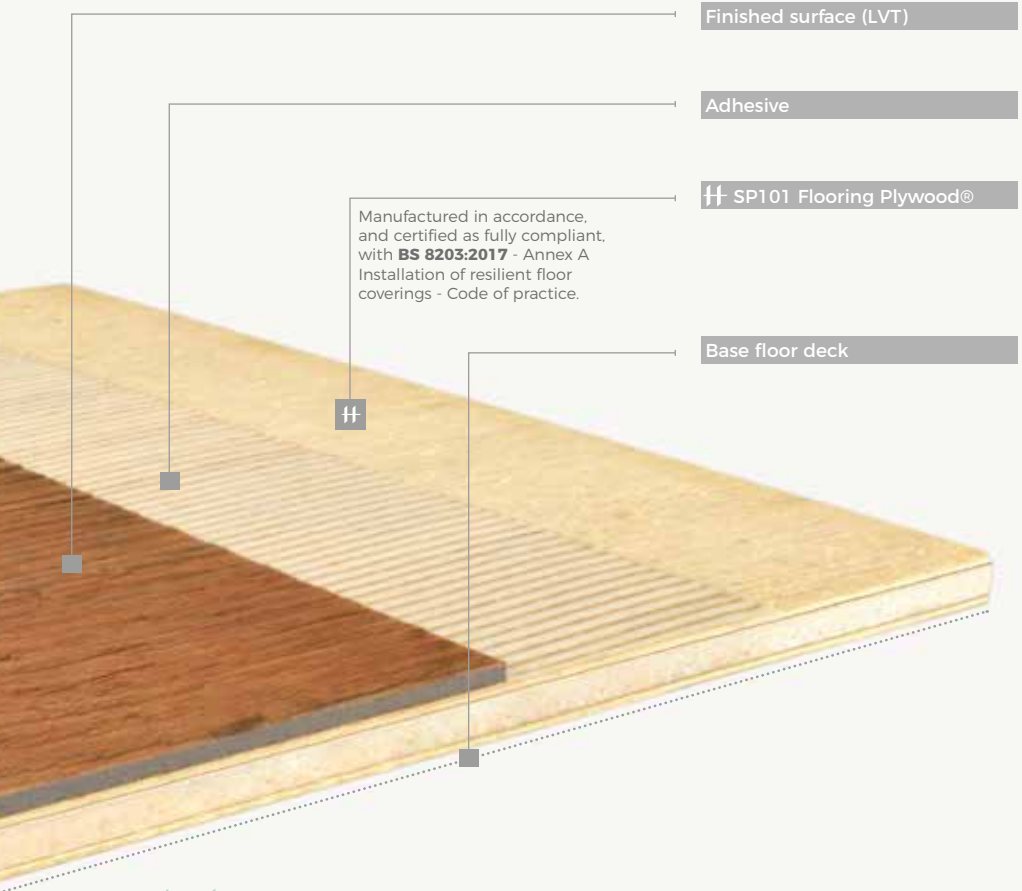 Finished surface (LVT)
Adhesive
SP101 Flooring Plywood®
Manufactured in accordance,
and certified as fully compliant,
with BS 8203:2017 - Annex A
Installation of resilient floor
coverings - Code of practice.
Base floor deck